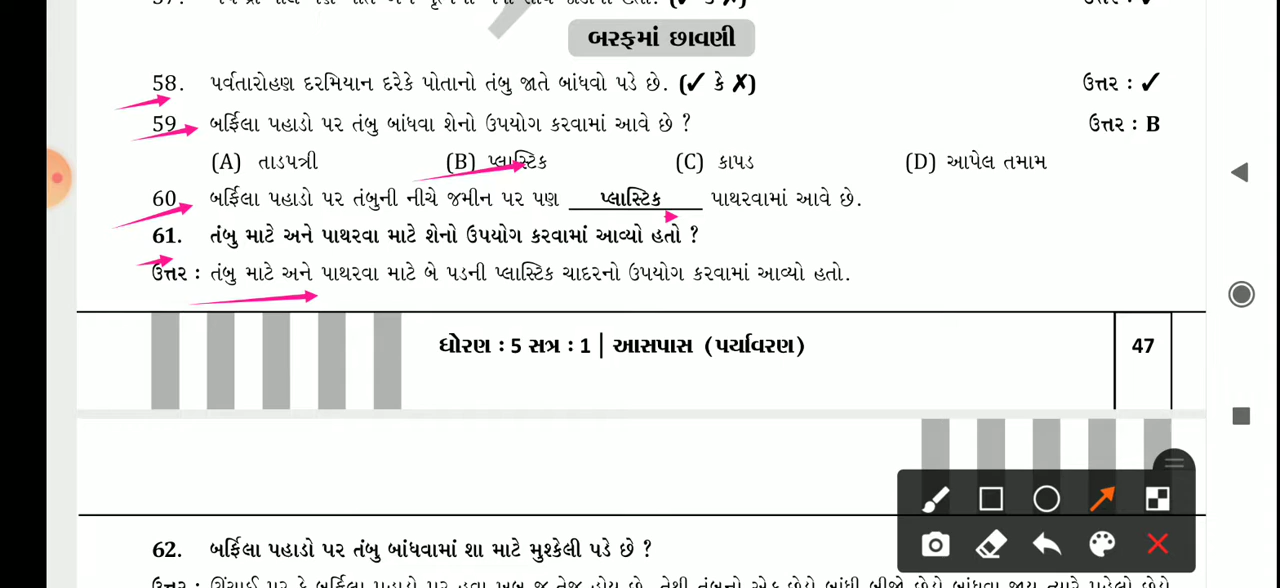 બરફમાં છાવણી
58. પર્વતારોહણ દરમિયાન દરેકે પોતાનો તંબુ જાતે બાંધવો પડે છે. (✓ કે ✗) ઉત્તર : ✓
59. બર્ફિલા પહાડો પર તંબુ બાંધવા શેનો ઉપયોગ કરવામાં આવે છે ? ઉત્તર : B
(A) તાડપત્રી (B) પ્લાસ્ટિક (C) કાપડ (D) આપેલ તમામ
60. બર્ફિલા પહાડો પર તંબુની નીચે જમીન પર પણ પ્લાસ્ટિક પાથરવામાં આવે છે.
61. તંબુ માટે અને પાથરવા માટે શેનો ઉપયોગ કરવામાં આવ્યો હતો ?
ઉત્તર : તંબુ માટે અને પાથરવા માટે બે પડની પ્લાસ્ટિક ચાદરનો ઉપયોગ કરવામાં આવ્યો હતો.
ધોરણ : 5 સત્ર : 1 | આસપાસ (પર્યાવરણ) 47
62. બર્ફિલા પહાડો પર તંબુ બાંધવામાં શા માટે મુશ્કેલી પડે છે ?